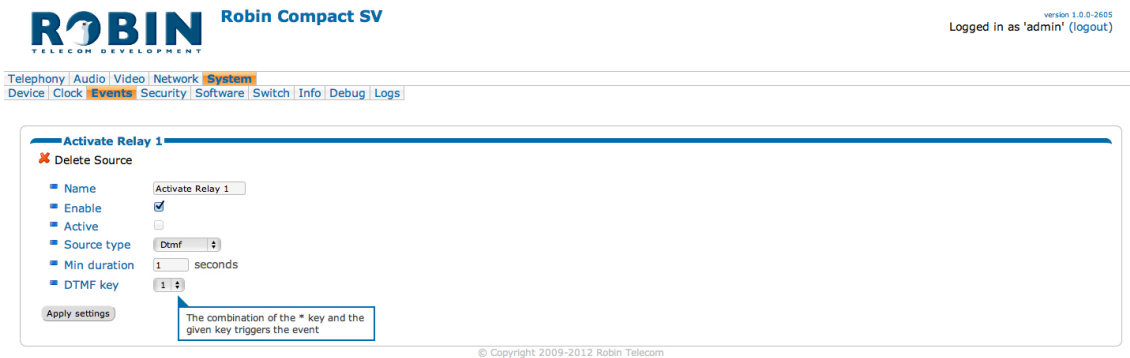 ROBIN
TELECOM DEVELOPMENT
Robin Compact SV
version 1.0.0-2605
Logged in as 'admin' (logout)
Telephony Audio Video Network System
Device Clock Events Security Software Switch Info Debug Logs
Activate Relay 1
Delete Source
Name Activate Relay 1
Enable
Active
Source type Dtmf
Min duration 1 seconds
DTMF key 1
Apply settings
The combination of the * key and the
given key triggers the event
© Copyright 2009-2012 Robin Telecom